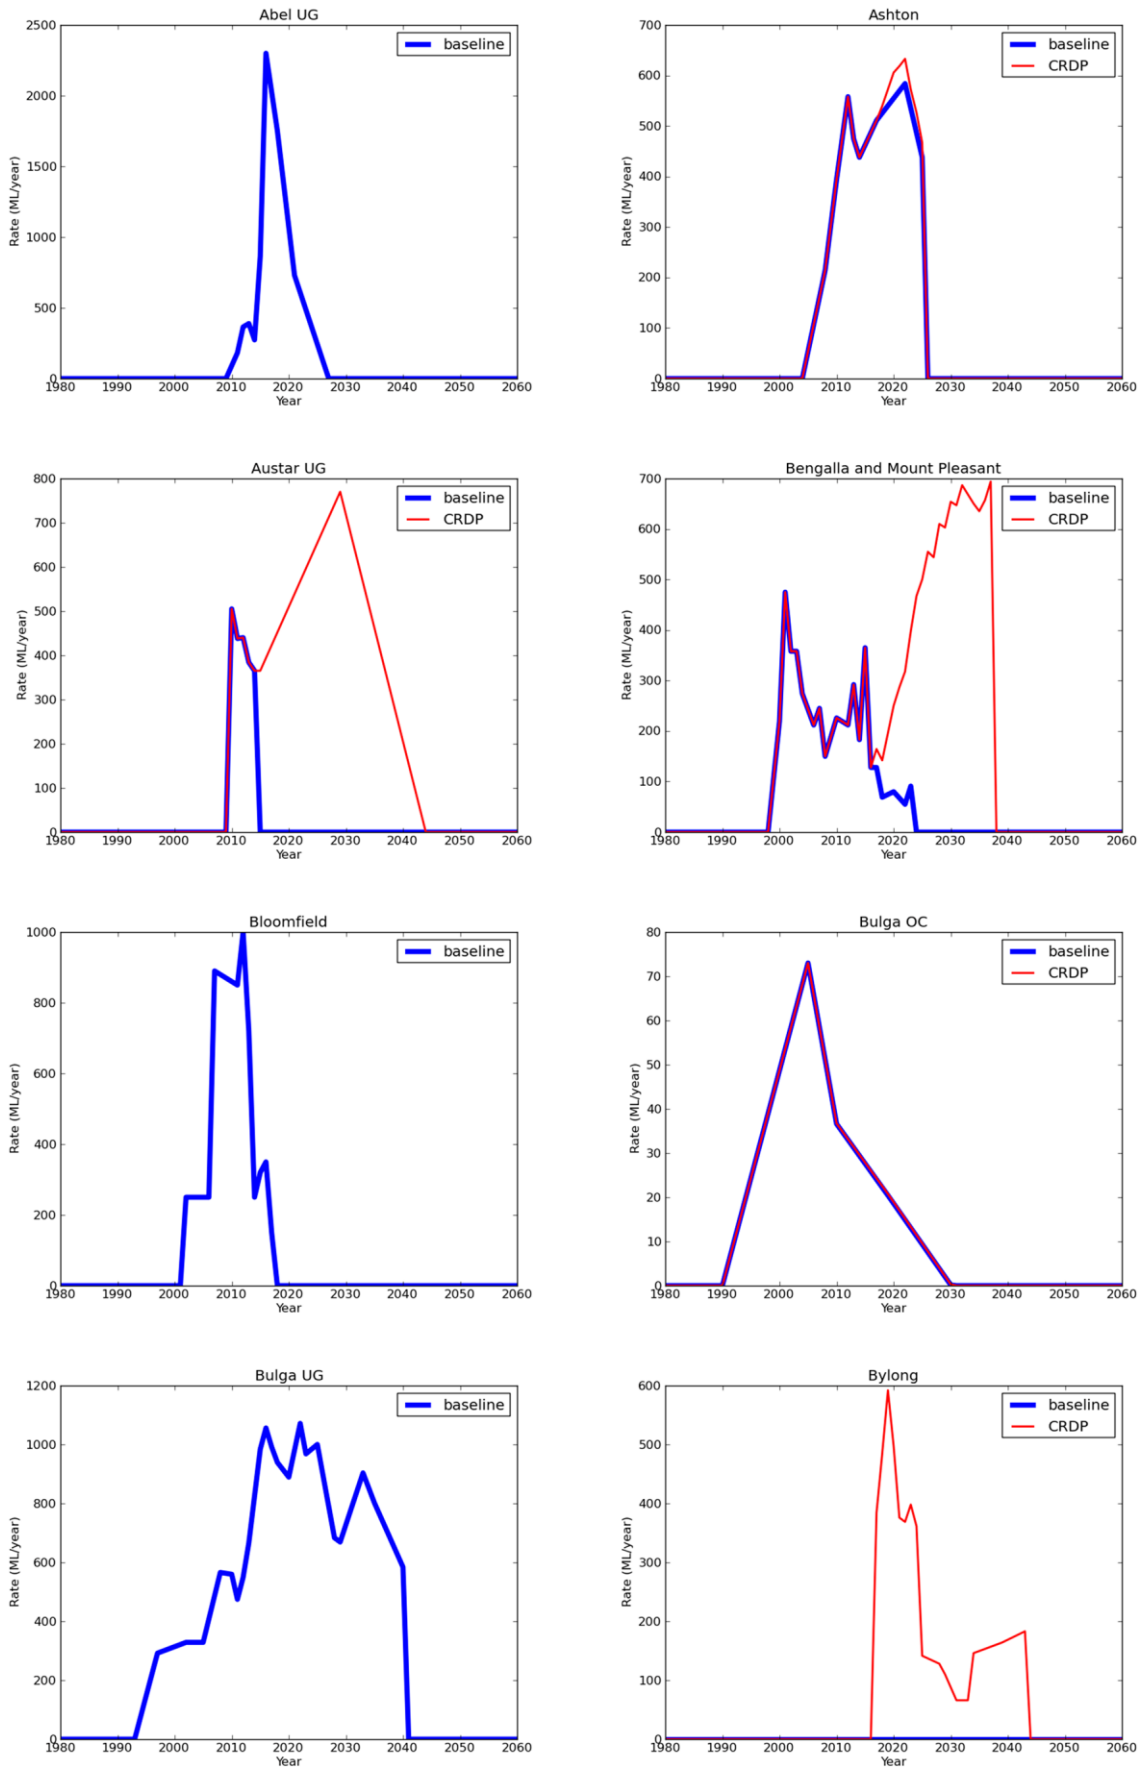 Abel UG
2500
2000
1500
1000
500
0
Rate (ML/year)
baseline
1980 1990 2000 2010 2020 2030 2040 2050 2060
Year
Ashton
700
600
500
400
300
200
100
0
Rate (ML/year)
baseline
CRDP
1980 1990 2000 2010 2020 2030 2040 2050 2060
Year
Austar UG
800
700
600
500
400
300
200
100
0
Rate (ML/year)
baseline
CRDP
1980 1990 2000 2010 2020 2030 2040 2050 2060
Year
Bengalla and Mount Pleasant
700
600
500
400
300
200
100
0
Rate (ML/year)
baseline
CRDP
1980 1990 2000 2010 2020 2030 2040 2050 2060
Year
Bloomfield
1000
800
600
400
200
0
Rate (ML/year)
baseline
1980 1990 2000 2010 2020 2030 2040 2050 2060
Year
Bulga OC
80
70
60
50
40
30
20
10
0
Rate (ML/year)
baseline
CRDP
1980 1990 2000 2010 2020 2030 2040 2050 2060
Year
Bulga UG
1200
1000
800
600
400
200
0
Rate (ML/year)
baseline
1980 1990 2000 2010 2020 2030 2040 2050 2060
Year
Bylong
600
500
400
300
200
100
0
Rate (ML/year)
baseline
CRDP
1980 1990 2000 2010 2020 2030 2040 2050 2060
Year